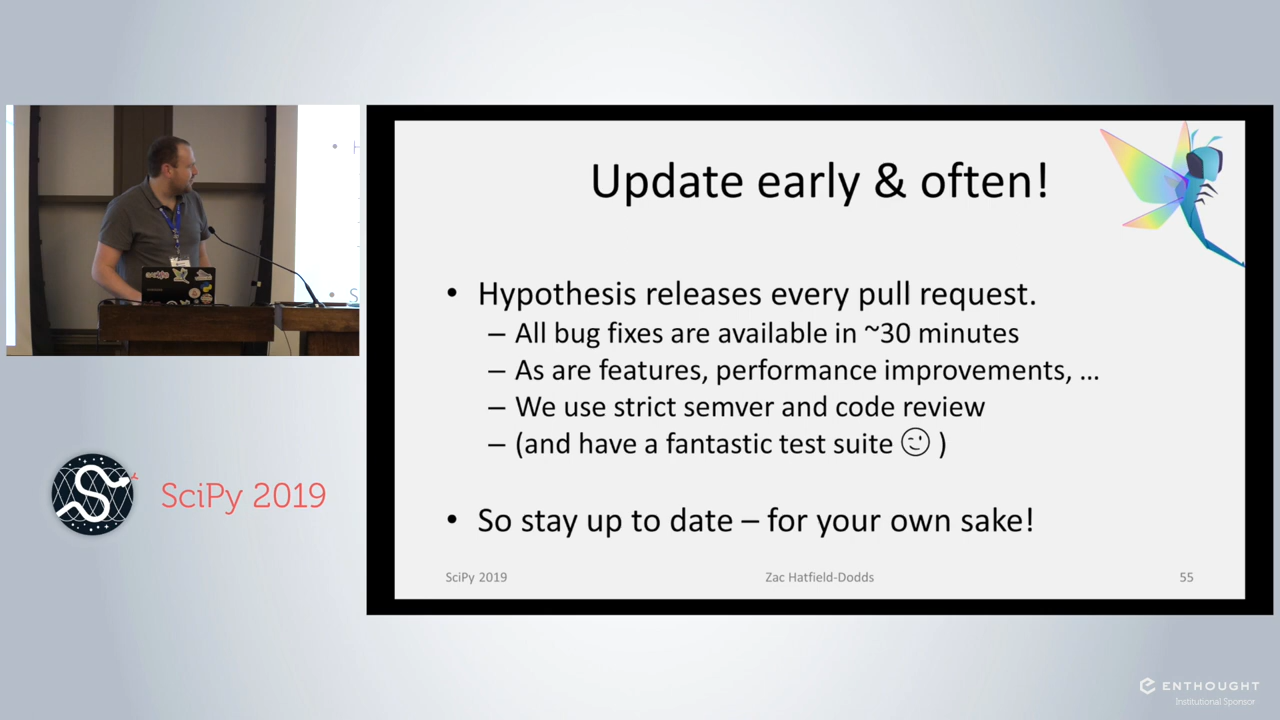 Update early & often!
• Hypothesis releases every pull request.
– All bug fixes are available in ~30 minutes
– As are features, performance improvements, …
– We use strict semver and code review
– (and have a fantastic test suite 😉 )
• So stay up to date – for your own sake!
SciPy 2019
Zac Hatfield-Dodds
55
SciPy 2019
ENTHOUGHT
Institutional Sponsor